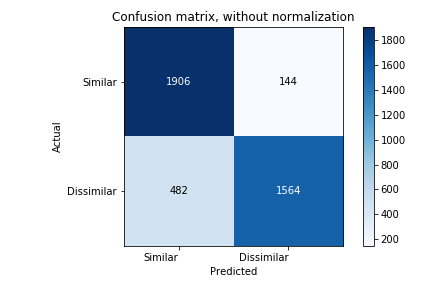 Confusion matrix, without normalization
Actual
Similar
Dissimilar
1906
144
482
1564
Similar
Dissimilar
Predicted
1800
1600
1400
1200
1000
800
600
400
200